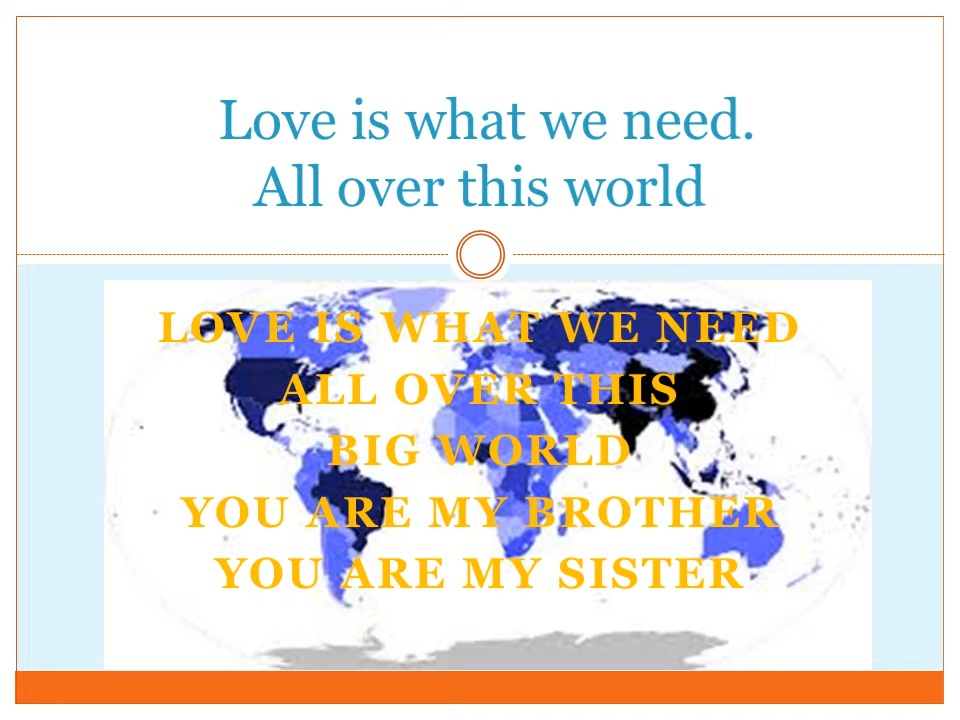 Love is what we need.
All over this world
LOVE IS WHAT WE NEED
ALL OVER THIS
BIG WORLD
YOU ARE MY BROTHER
YOU ARE MY SISTER